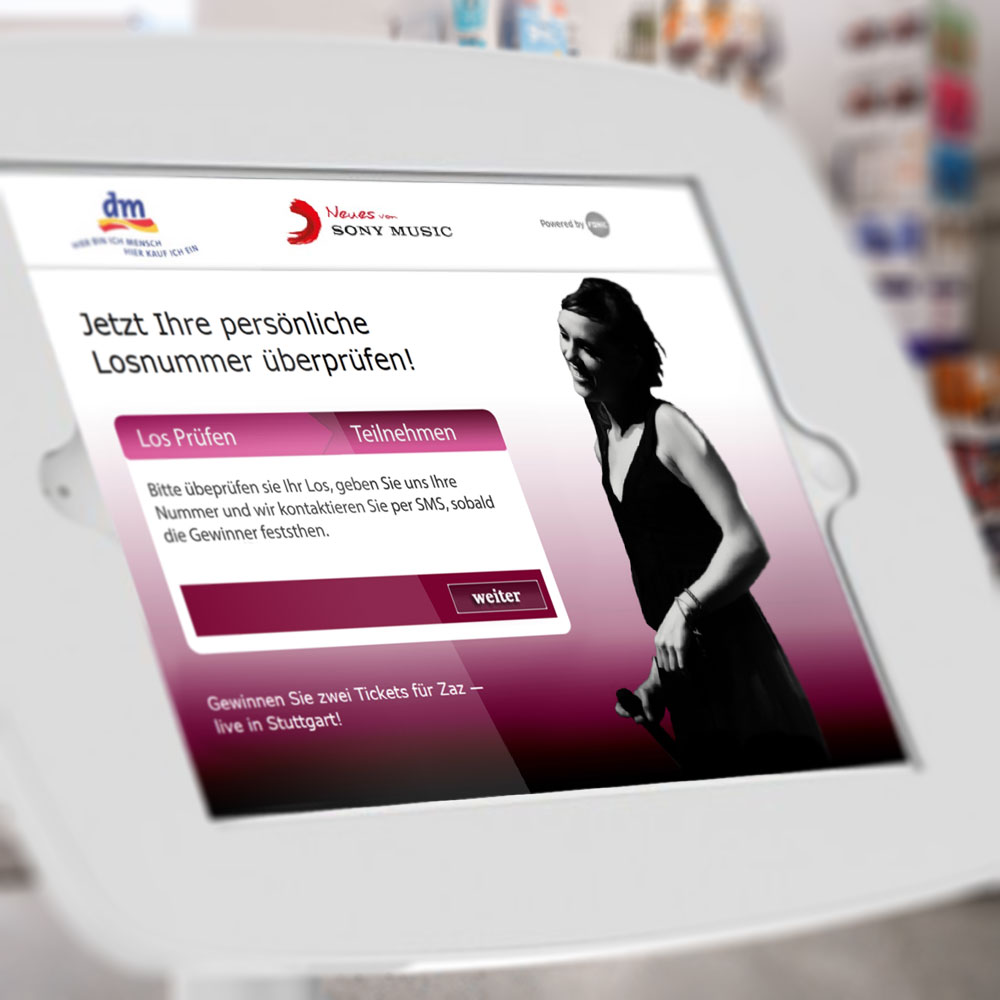 dm
HIER BIN ICH MENSCH
HIER KAUF ICH EIN
Neues von
SONY MUSIC
Powered by
Jetzt Ihre persönliche
Losnummer überprüfen!
Los Prüfen
Teilnehmen
Bitte übeprüfen sie Ihr Los, geben Sie uns Ihre
Nummer und wir kontaktieren Sie per SMS, sobald
die Gewinner feststhen.
weiter
Gewinnen Sie zwei Tickets für Zaz —
live in Stuttgart!